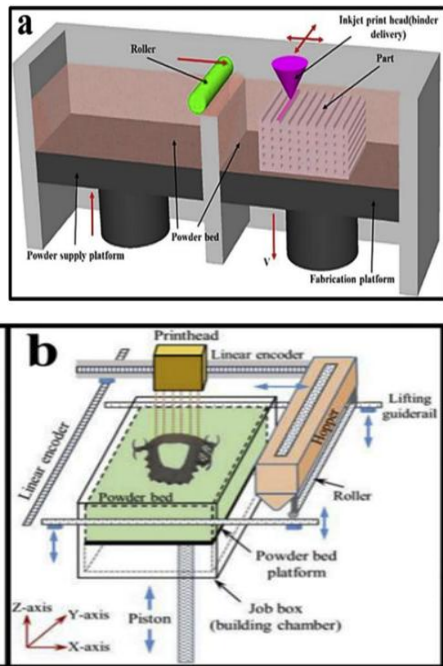 a
Inkjet print head(binder
delivery)
Roller
Part
Powder supply platform
Powder bed
V
Fabrication platform
b
Printhead
Linear encoder
Lifting
guiderail
Linear encoder
Hopper
Powder bed
Roller
Powder bed
platform
Z-axis
Y-axis
X-axis
Piston
Job box
(building chamber)